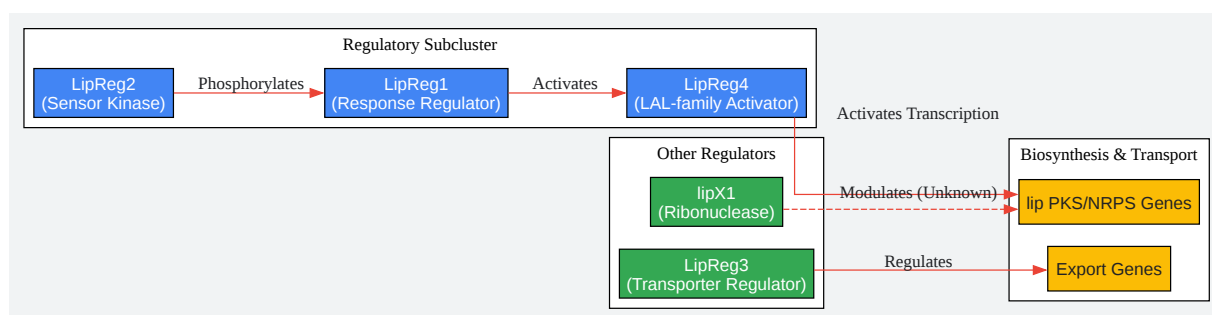 Regulatory Subcluster
LipReg2
(Sensor Kinase)
Phosphorylates
LipReg1
(Response Regulator)
Activates
LipReg4
(LAL-family Activator)
Activates Transcription
Other Regulators
lipX1
(Ribonuclease)
Modulates (Unknown)
LipReg3
(Transporter Regulator)
Regulates
Biosynthesis & Transport
lip PKS/NRPS Genes
Export Genes